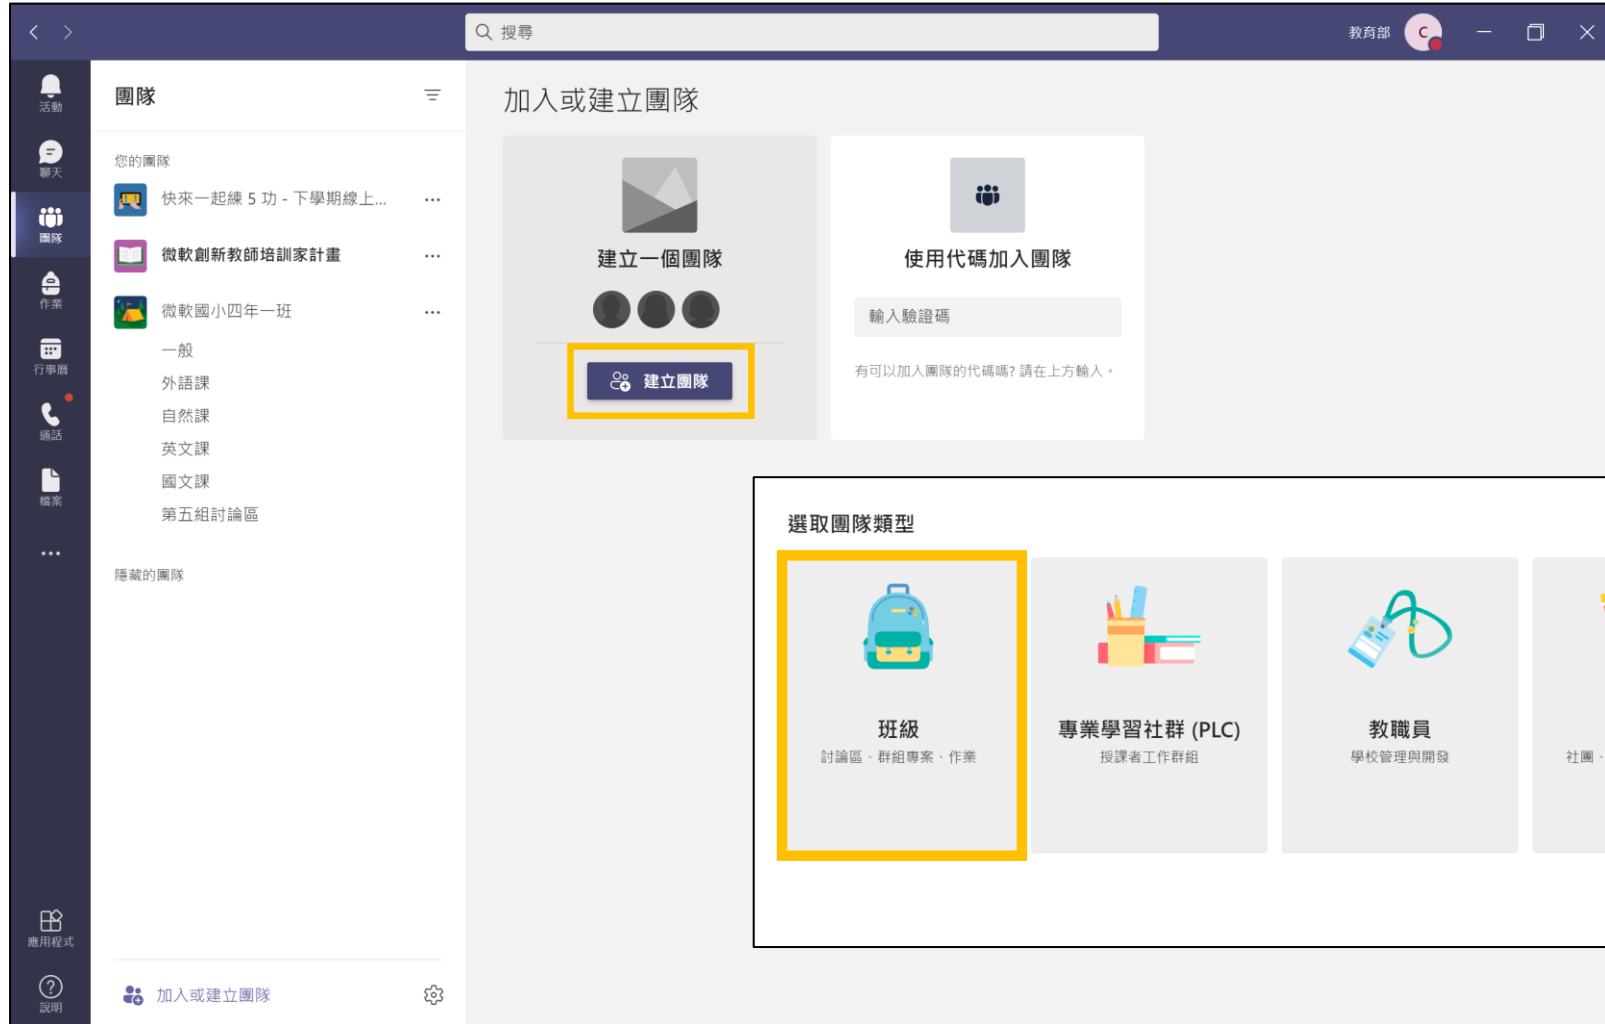 搜尋
教育部
C
活動
聊天
團隊
作業
行事曆
通話
檔案
應用程式
說明
團隊
您的團隊
快來一起練 5 功 - 下學期線上...
微軟創新教師培訓家計畫
微軟國小四年一班
一般
外語課
自然課
英文課
國文課
第五組討論區
隱藏的團隊
加入或建立團隊
加入或建立團隊
建立一個團隊
建立團隊
使用代碼加入團隊
輸入驗證碼
有可以加入團隊的代碼嗎? 請在上方輸入。
選取團隊類型
班級
討論區、群組專案、作業
專業學習社群 (PLC)
授課者工作群組
教職員
學校管理與開發
社團、